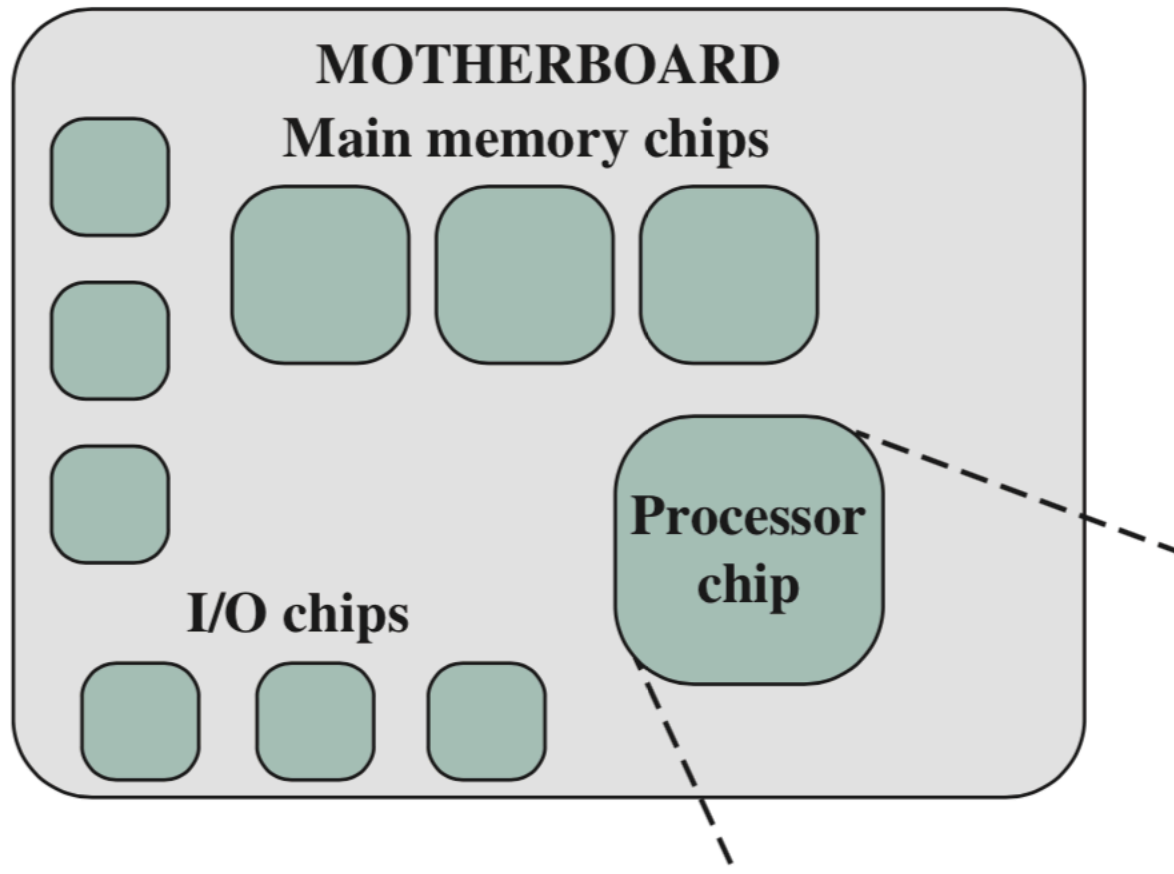 MOTHERBOARD
Main memory chips
Processor
chip
I/O chips